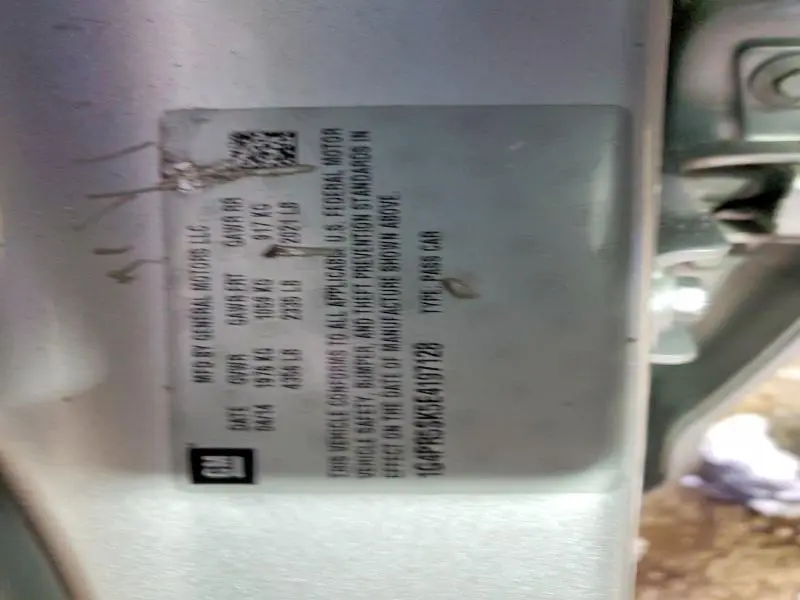 GM
MFD BY GENERAL MOTORS LLC
DATE GVWR GAWR FRT GAWR RR
04/14 1976 KG 1059 KG 917 KG
4356 LB 2335 LB 2021 LB
THIS VEHICLE CONFORMS TO ALL APPLICABLE U.S. FEDERAL MOTOR
VEHICLE SAFETY, BUMPER, AND THEFT PREVENTION STANDARDS IN
EFFECT ON THE DATE OF MANUFACTURE SHOWN ABOVE.
1G4PR5SK5E4197128 TYPE: PASS CAR